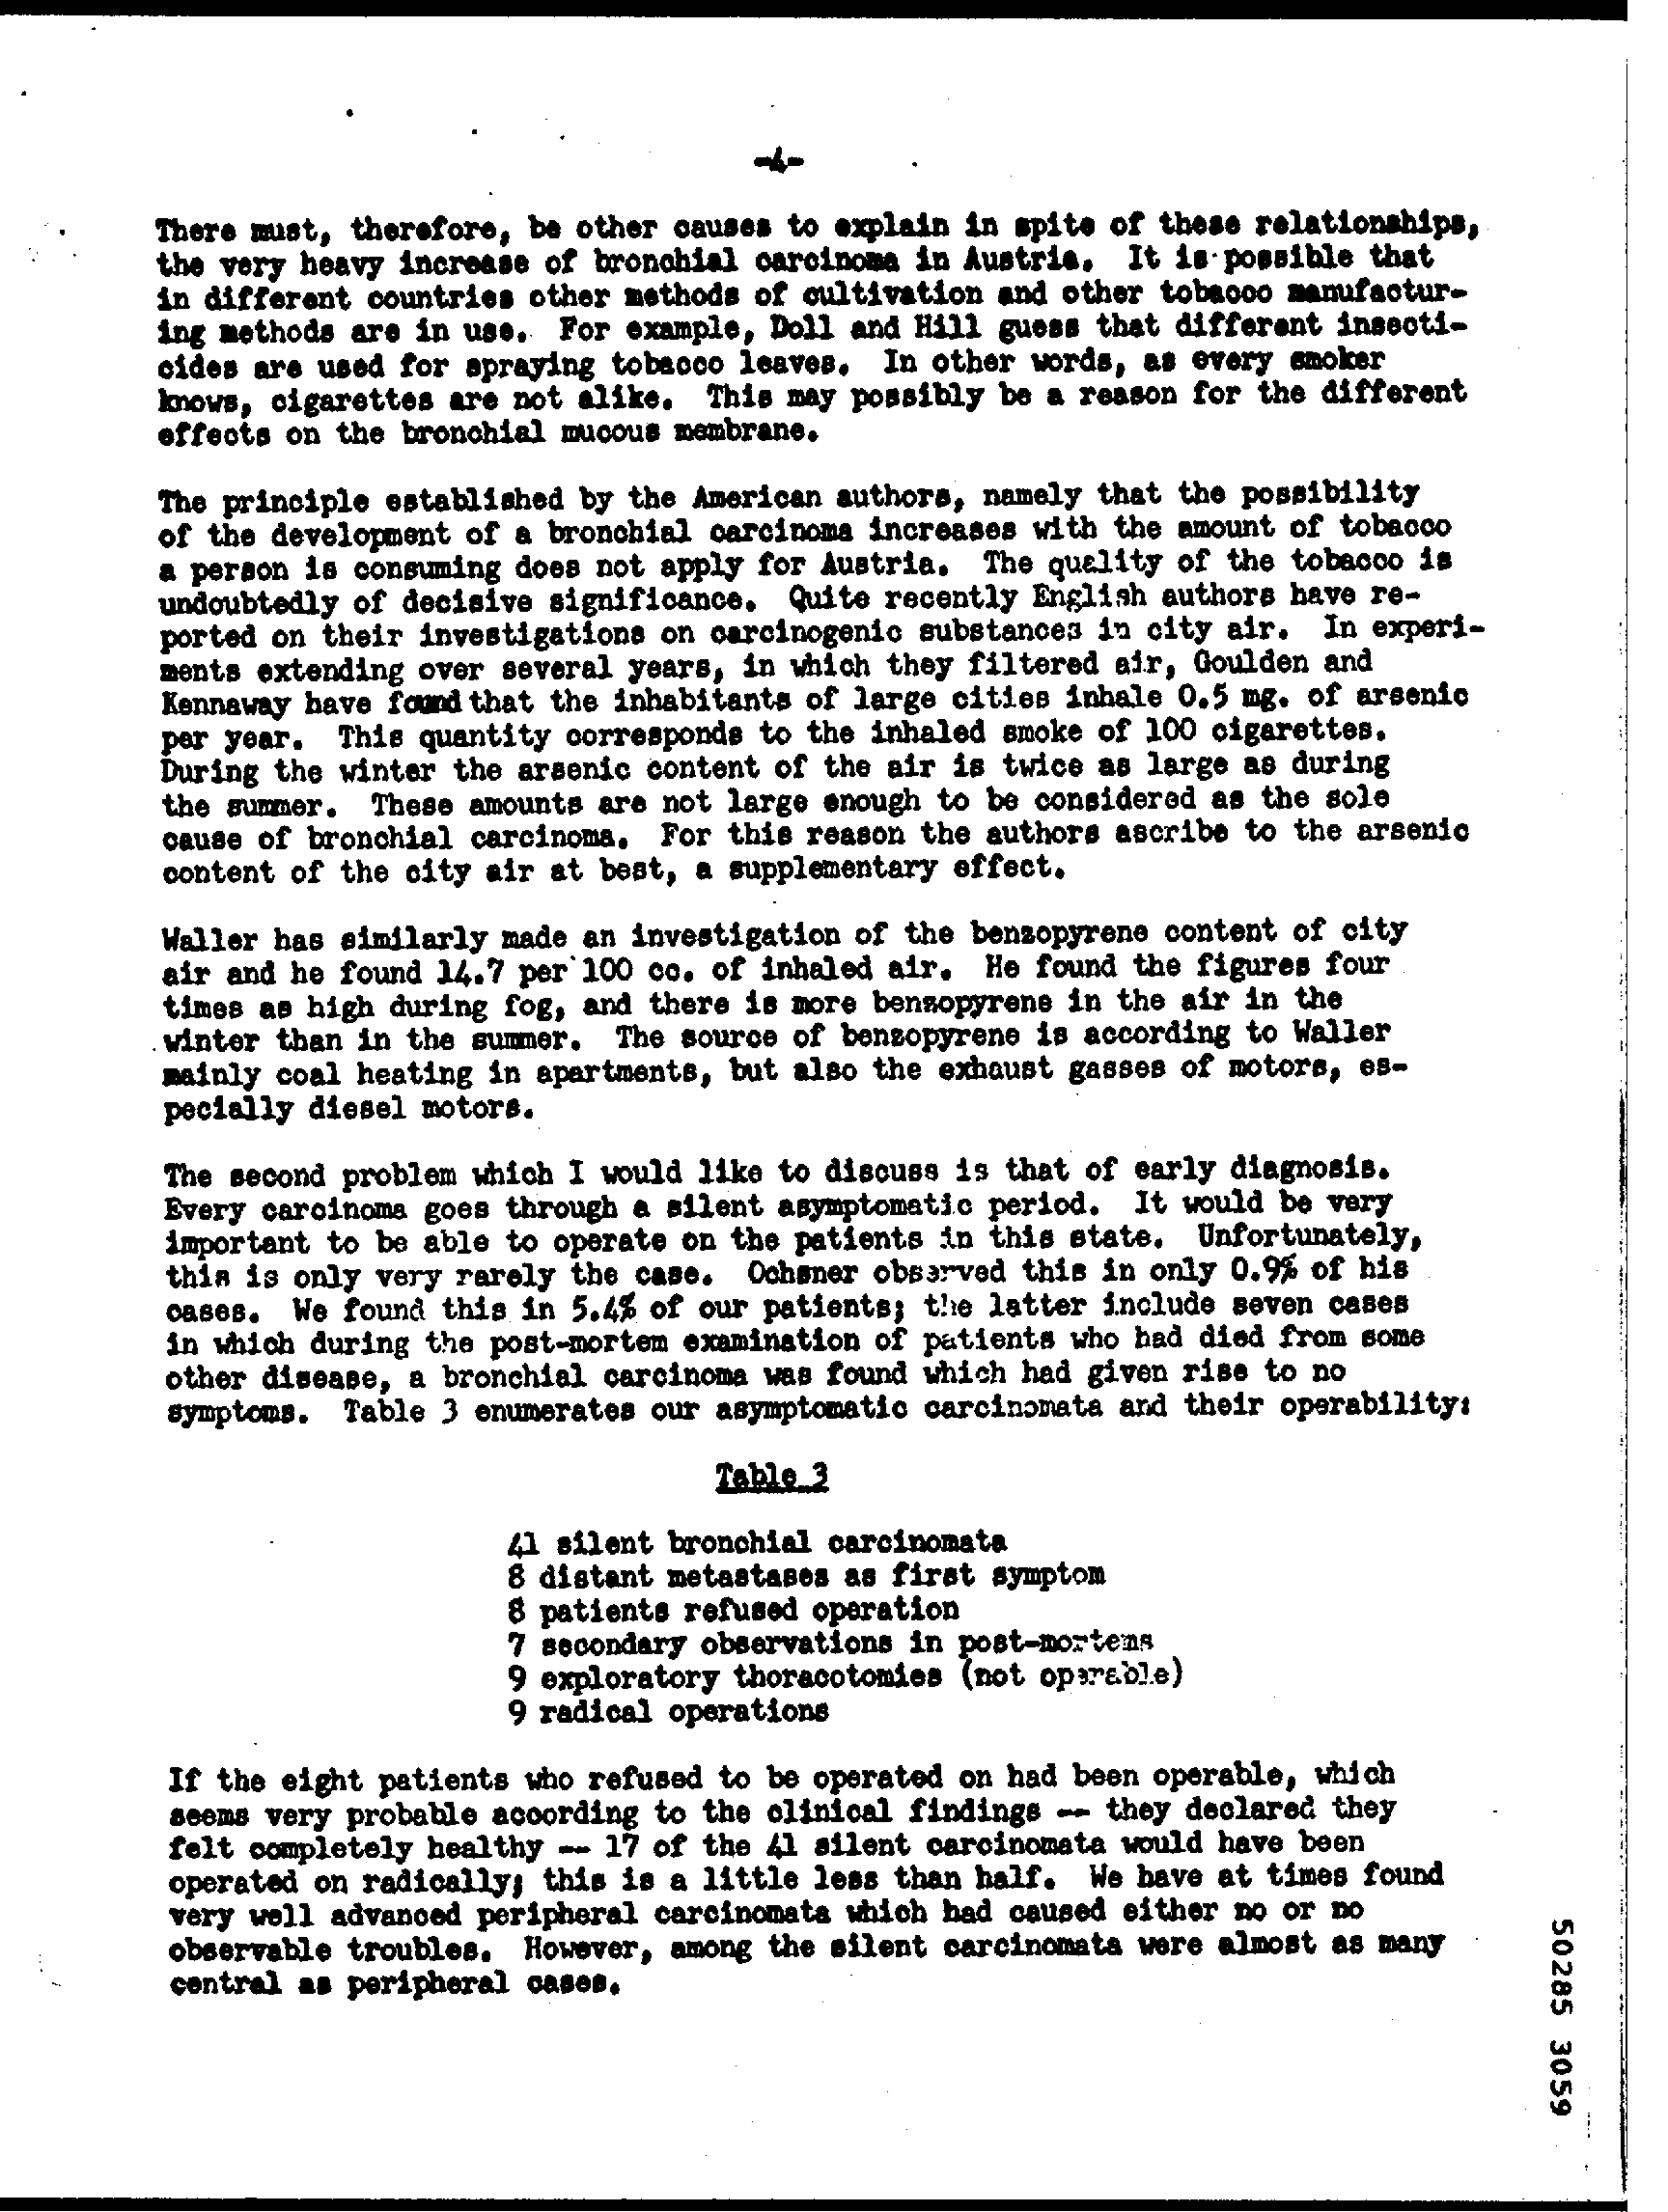 -4-
There must, therefore, be other causes to explain in spite of these relationships,
the very heavy increase of bronchial carcinoma in Austria. It is possible that
in different countries other methods of cultivation and other tobacco manufactur-
ing methods are in use. For example, Doll and Hill guess that different insecti-
cides are used for spraying tobacco leaves. In other words, as every smoker
knows, cigarettes are not alike. This may possibly be a reason for the different
effects on the bronchial mucous membrane.
The principle established by the American authors, namely that the possibility
of the development of a bronchial carcinoma increases with the amount of tobacco
a person is consuming does not apply for Austria. The quality of the tobacco is
undoubtedly of decisive significance. Quite recently English authors have re-
ported on their investigations on carcinogenic substances in city air. In experi-
ments extending over several years, in which they filtered air, Goulden and
Kennaway have found that the inhabitants of large cities inhale 0.5 mg. of arsenic
per year. This quantity corresponds to the inhaled smoke of 100 cigarettes.
During the winter the arsenic content of the air is twice as large as during
the summer. These amounts are not large enough to be considered as the sole
cause of bronchial carcinoma. For this reason the authors ascribe to the arsenic
content of the city air at best, a supplementary effect.
Waller has similarly made an investigation of the benzopyrene content of city
air and he found 14.7 per 100 cc. of inhaled air. He found the figures four
times as high during fog, and there is more benzopyrene in the air in the
winter than in the summer. The source of benzopyrene is according to Waller
mainly coal heating in apartments, but also the exhaust gasses of motors, es-
pecially diesel motors.
The second problem which I would like to discuss is that of early diagnosis.
Every carcinoma goes through a silent asymptomatic period. It would be very
important to be able to operate on the patients in this state. Unfortunately,
this is only very rarely the case. Ochsner observed this in only 0.9% of his
cases. We found this in 5.4% of our patients; the latter include seven cases
in which during the post-mortem examination of patients who had died from some
other disease, a bronchial carcinoma was found which had given rise to no
symptoms. Table 3 enumerates our asymptomatic carcinomata and their operability:
Table 3
41 silent bronchial carcinomata
8 distant metastases as first symptom
8 patients refused operation
7 secondary observations in post-mortems
9 exploratory thoracotomies (not operable)
9 radical operations
If the eight patients who refused to be operated on had been operable, which
seems very probable according to the clinical findings -- they declared they
felt completely healthy -- 17 of the 41 silent carcinomata would have been
operated on radically; this is a little less than half. We have at times found
very well advanced peripheral carcinomata which had caused either no or no
observable troubles. However, among the silent carcinomata were almost as many
central as peripheral cases.
50285 3059